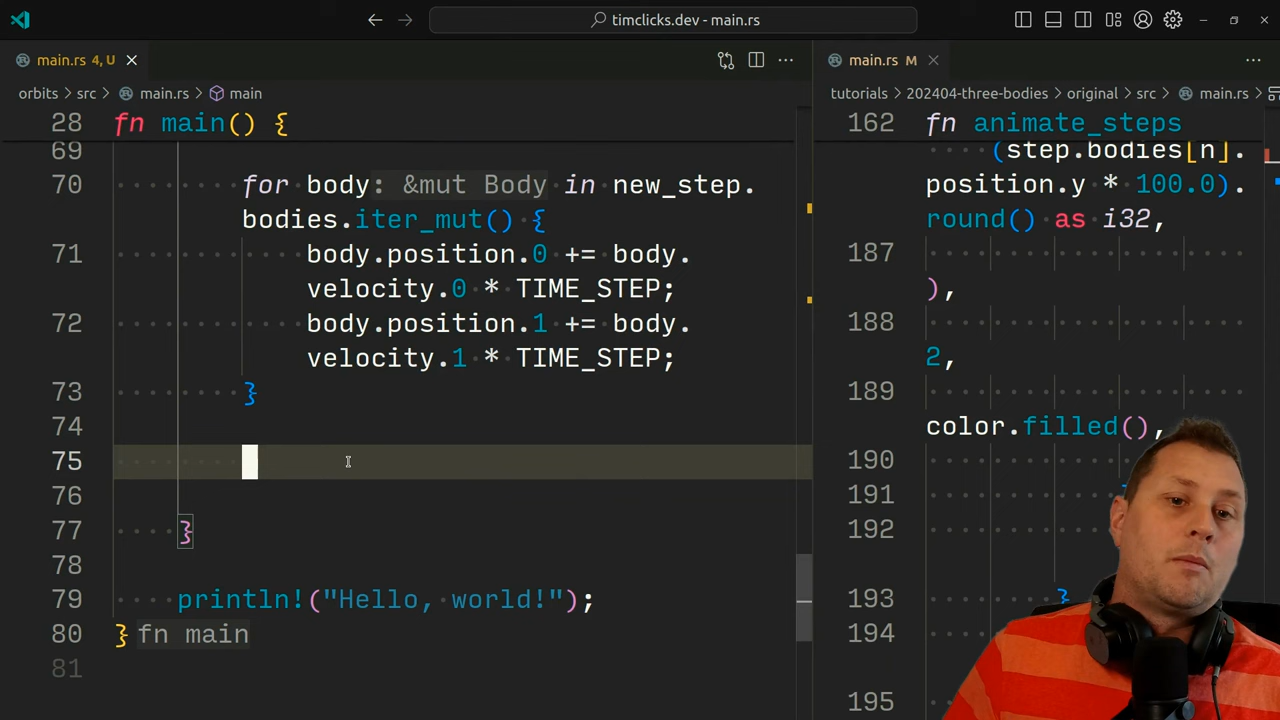 timclicks.dev - main.rs
main.rs 4, U
orbits > src > main.rs > main
28 fn main() {
69
70 for body: &mut Body in new_step.
bodies.iter_mut() {
71 body.position.0 += body.
velocity.0 * TIME_STEP;
72 body.position.1 += body.
velocity.1 * TIME_STEP;
73 }
74
75
76
77 }
78
79 println!("Hello, world!");
80 } fn main
81
main.rs M
tutorials > 202404-three-bodies > original > src > main.rs >
162 fn animate_steps
(step.bodies[n].
position.y * 100.0).
round() as i32,
187
),
188
2,
189
color.filled(),
190
191
192
193 }
194
195